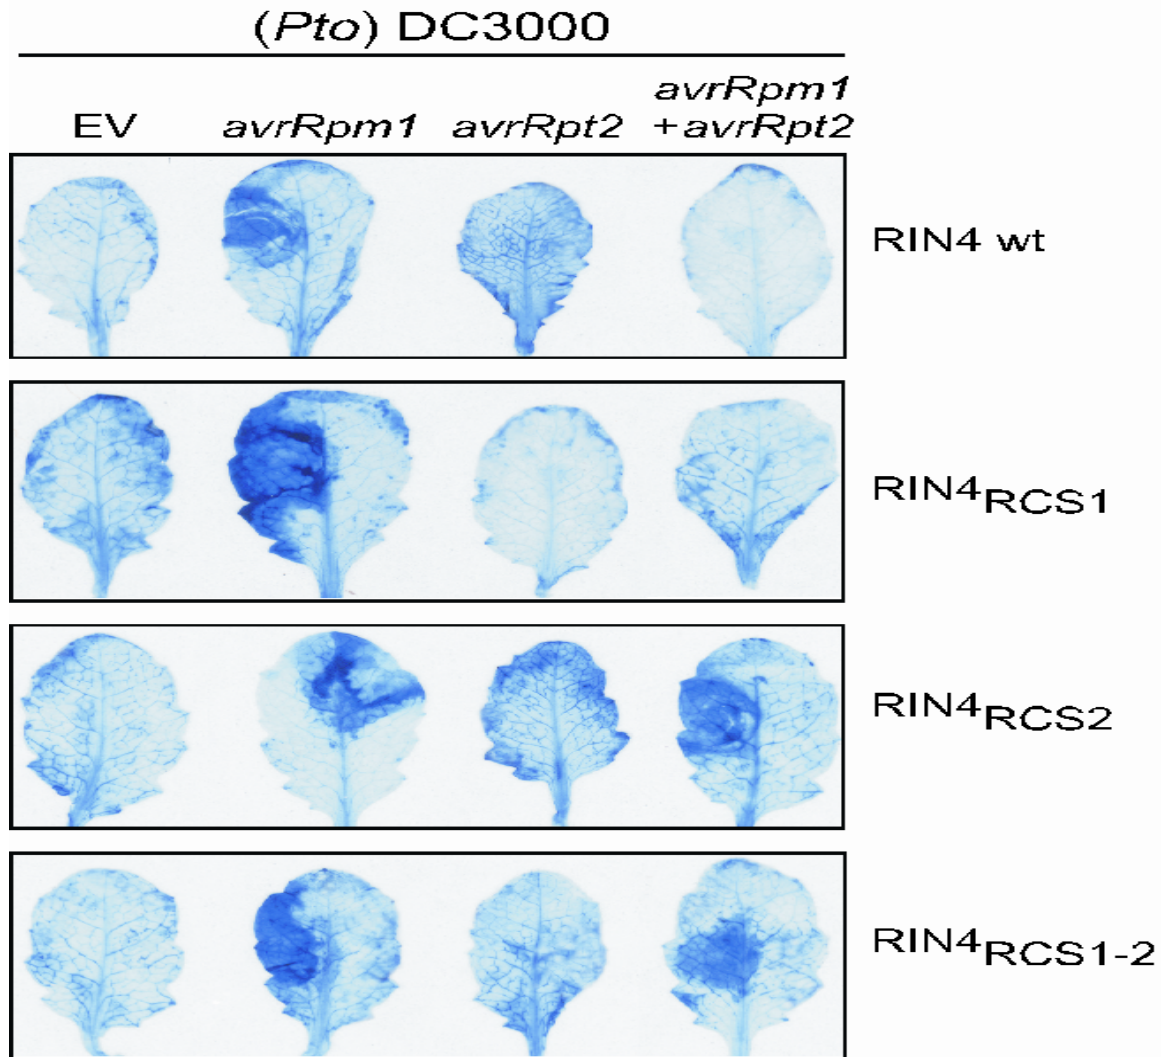 (Pto) DC3000
EV avrRpm1 avrRpt2 avrRpm1
+avrRpt2
RIN4 wt
RIN4RCS1
RIN4RCS2
RIN4RCS1-2